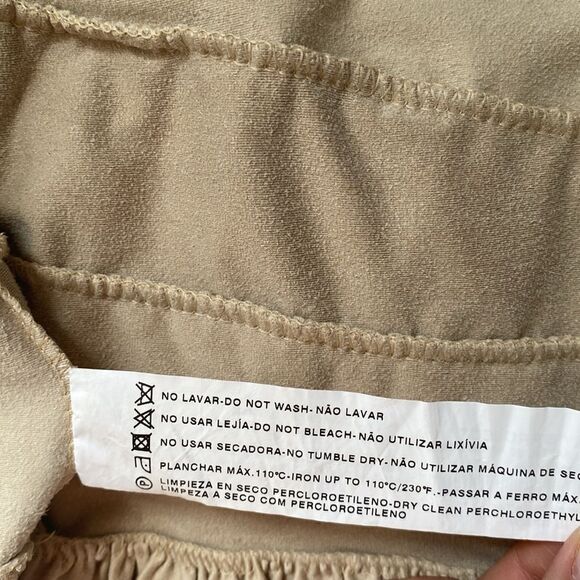 NO LAVAR-DO NOT WASH-NÃO LAVAR
NO USAR LEJÍA-DO NOT BLEACH-NÃO UTILIZAR LIXÍVIA
NO USAR SECADORA-NO TUMBLE DRY-NÃO UTILIZAR MÁQUINA DE SEC
PLANCHAR MÁX.110°C-IRON UP TO 110°C/230°F.-PASSAR A FERRO MÁX.
P LIMPIEZA EN SECO PERCLOROETILENO-DRY CLEAN PERCHLOROETHYL
LIMPEZA A SECO COM PERCLOROETILENO